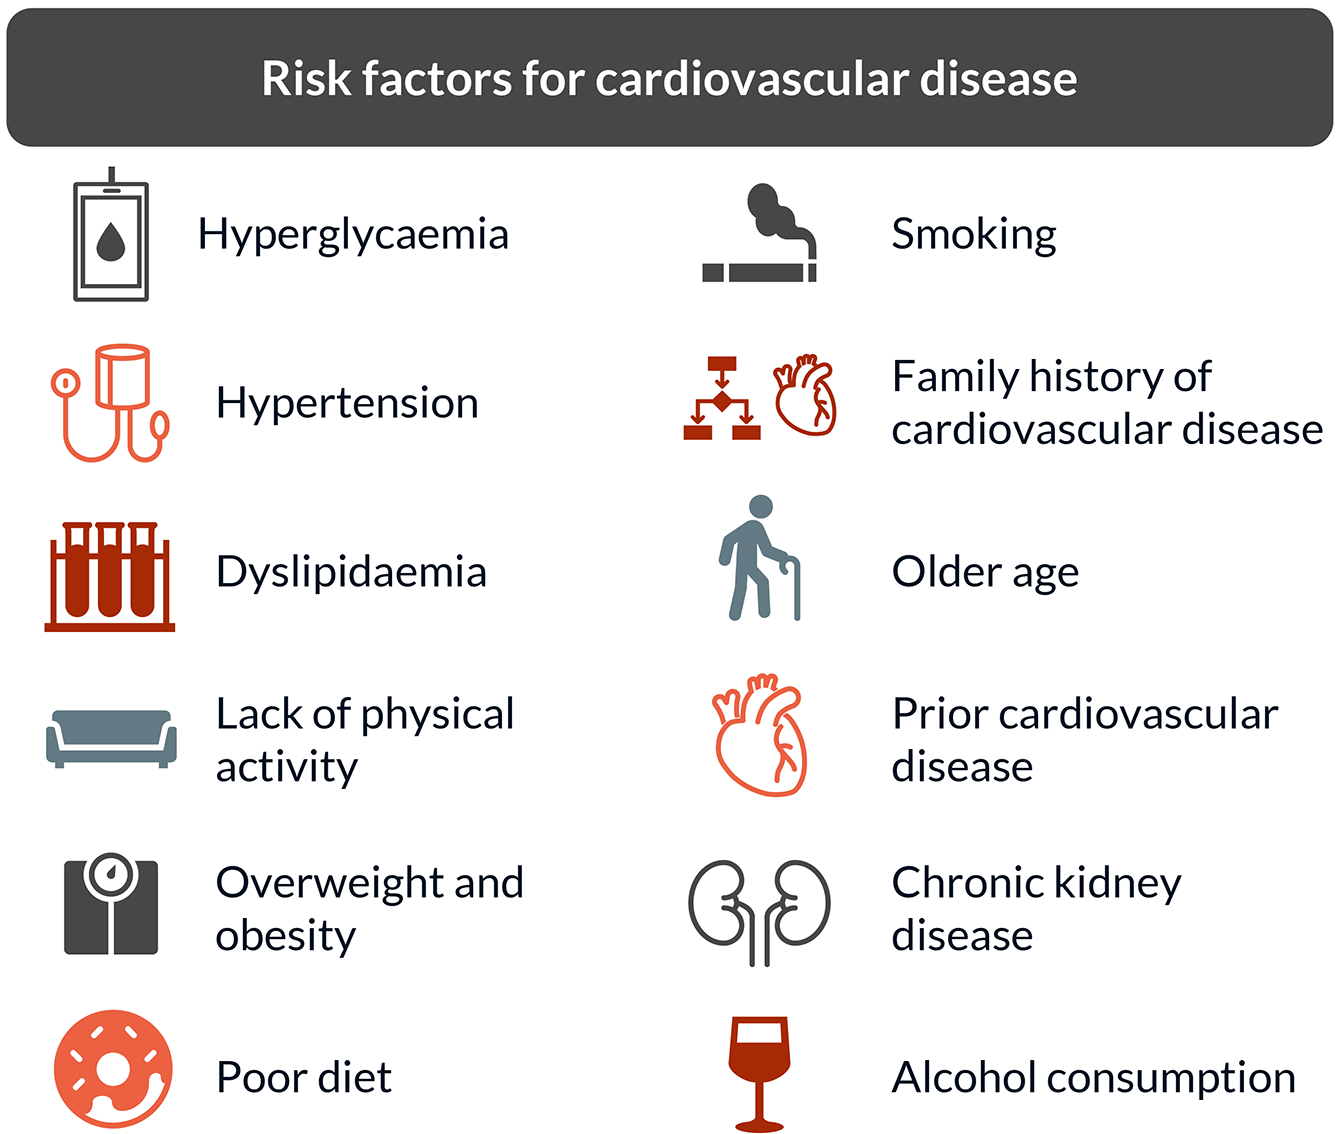 Risk factors for cardiovascular disease
Hyperglycaemia
Smoking
Hypertension
Family history of
cardiovascular disease
Dyslipidaemia
Older age
Lack of physical
activity
Prior cardiovascular
disease
Overweight and
obesity
Chronic kidney
disease
Poor diet
Alcohol consumption